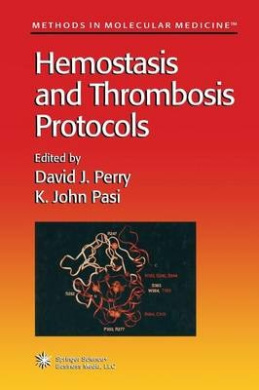 METHODS IN MOLECULAR MEDICINE™
Hemostasis
and Thrombosis
Protocols
Edited by
David J. Perry
K. John Pasi
Springer Science+
Business Media, LLC